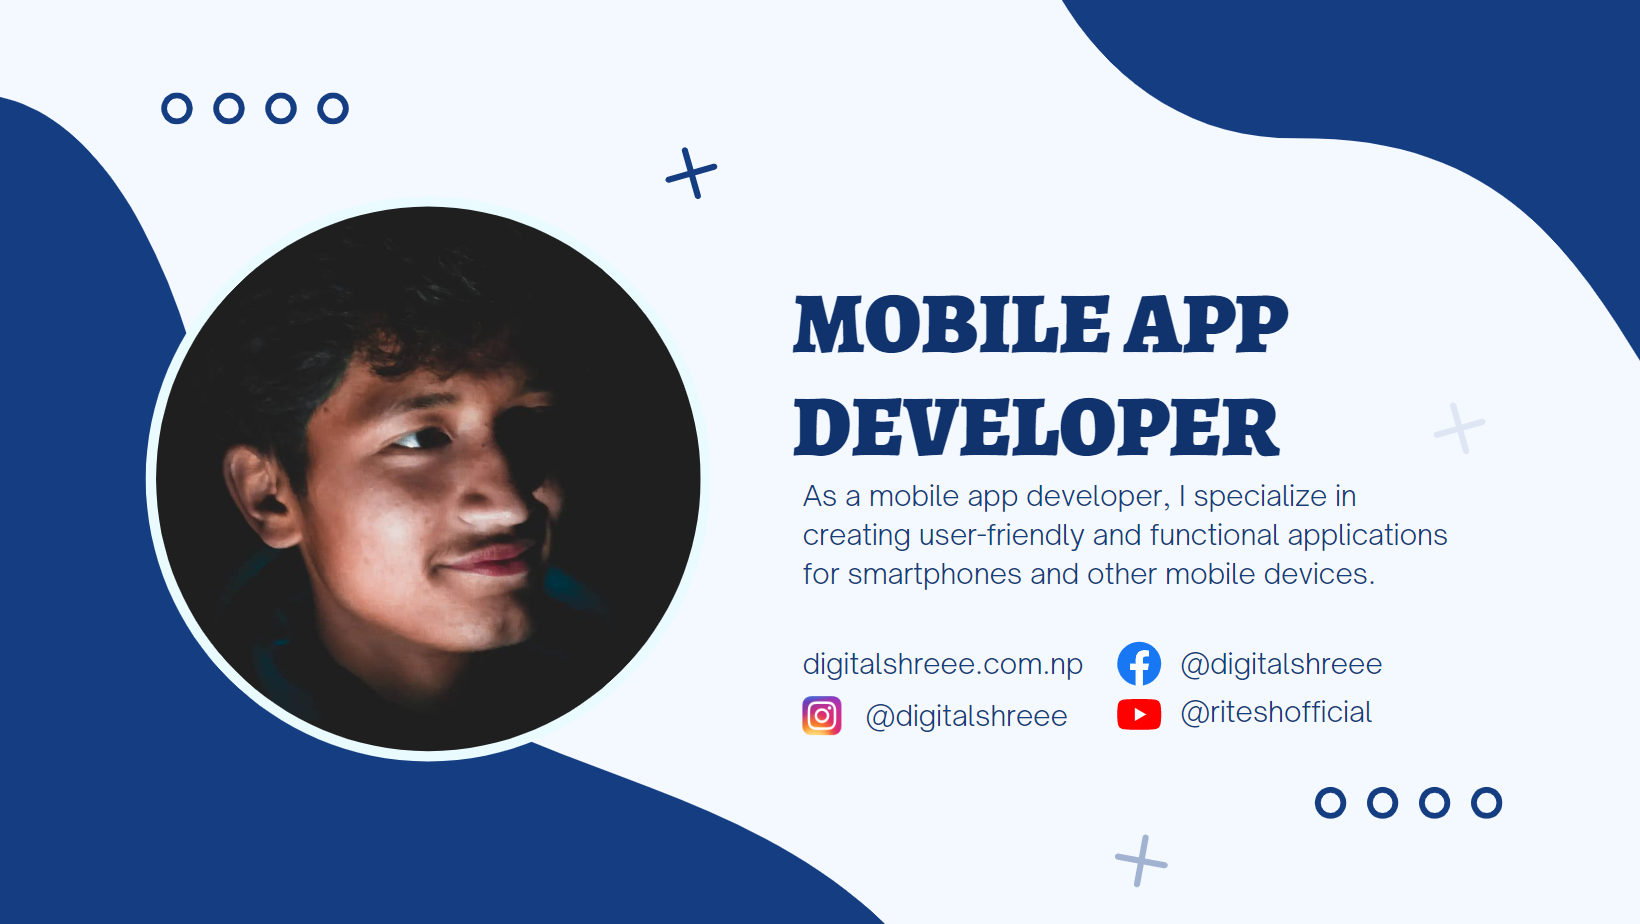 MOBILE APP
DEVELOPER
As a mobile app developer, I specialize in
creating user-friendly and functional applications
for smartphones and other mobile devices.
digitalshreee.com.np
@digitalshreee
@digitalshreee
@riteshofficial